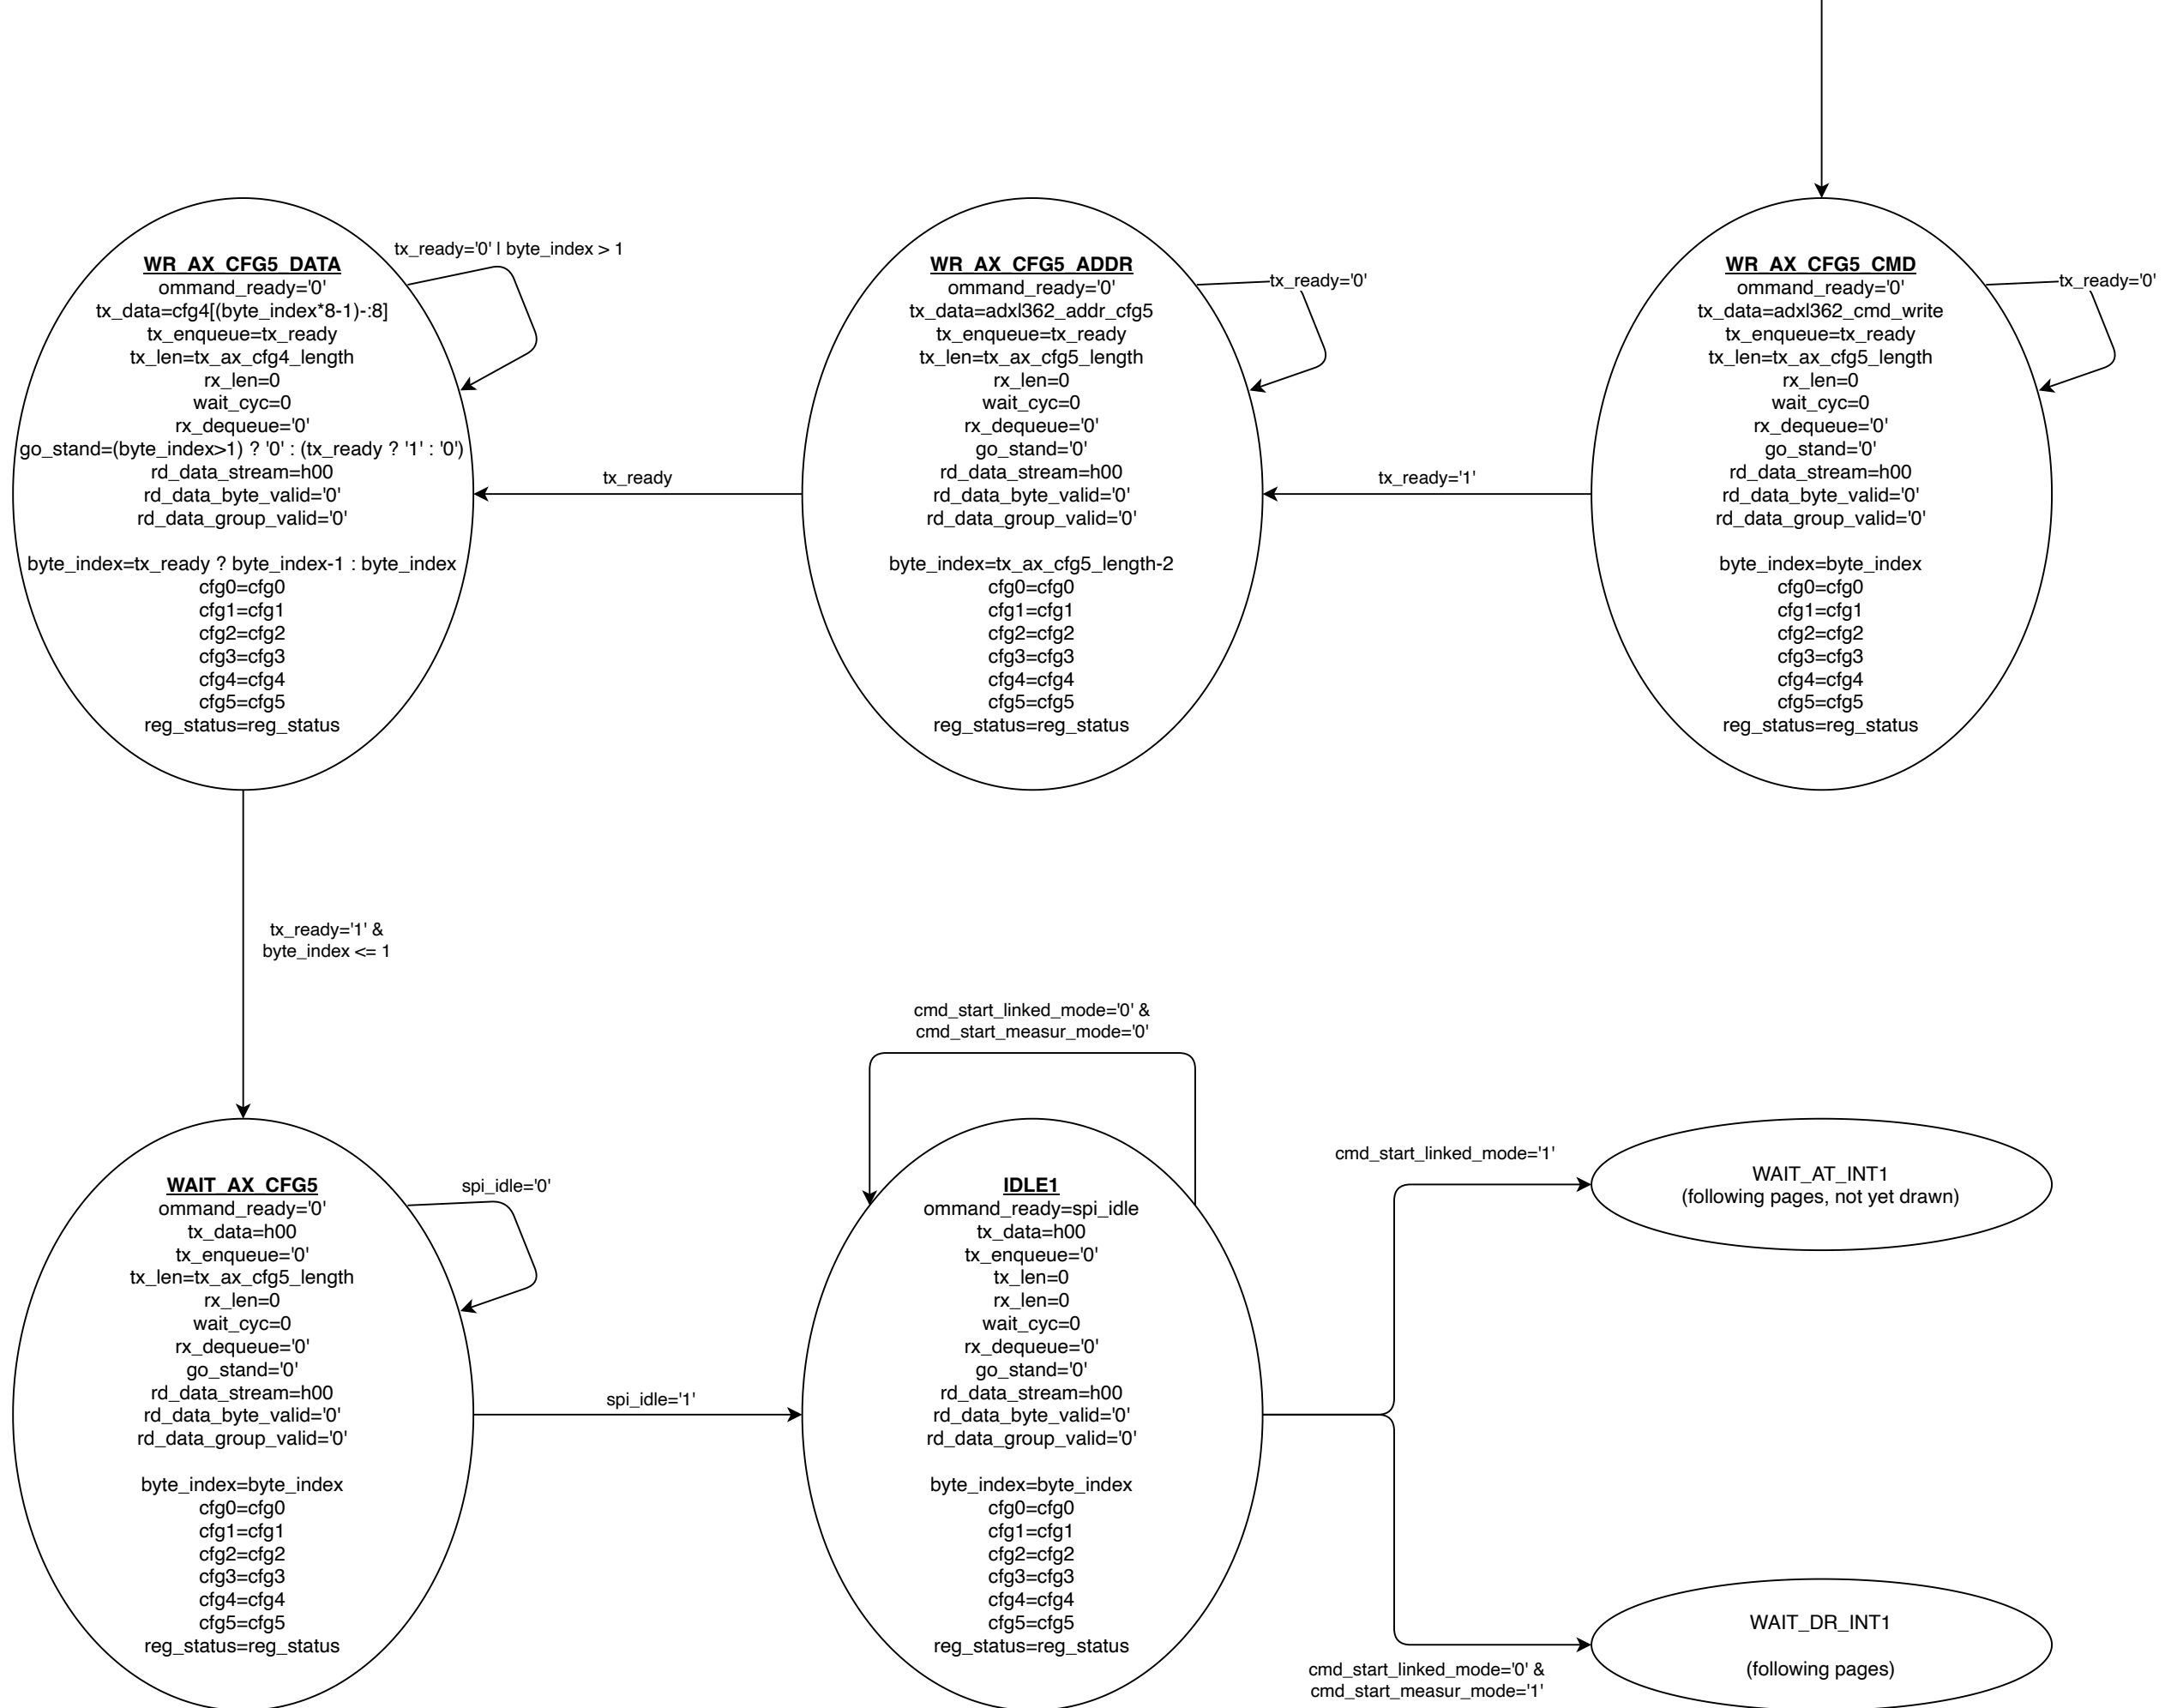 WR_AX_CFG5_DATA
ommand_ready='0'
tx_data=cfg4[(byte_index*8-1)-:8]
tx_enqueue=tx_ready
tx_len=tx_ax_cfg4_length
rx_len=0
wait_cyc=0
rx_dequeue='0'
go_stand=(byte_index>1) ? '0' : (tx_ready ? '1' : '0')
rd_data_stream=h00
rd_data_byte_valid='0'
rd_data_group_valid='0'
byte_index=tx_ready ? byte_index-1 : byte_index
cfg0=cfg0
cfg1=cfg1
cfg2=cfg2
cfg3=cfg3
cfg4=cfg4
cfg5=cfg5
reg_status=reg_status
tx_ready='0' | byte_index > 1
tx_ready
WR_AX_CFG5_ADDR
ommand_ready='0'
tx_data=adxl362_addr_cfg5
tx_enqueue=tx_ready
tx_len=tx_ax_cfg5_length
rx_len=0
wait_cyc=0
rx_dequeue='0'
go_stand='0'
rd_data_stream=h00
rd_data_byte_valid='0'
rd_data_group_valid='0'
byte_index=tx_ax_cfg5_length-2
cfg0=cfg0
cfg1=cfg1
cfg2=cfg2
cfg3=cfg3
cfg4=cfg4
cfg5=cfg5
reg_status=reg_status
tx_ready='0'
tx_ready='1'
WR_AX_CFG5_CMD
ommand_ready='0'
tx_data=adxl362_cmd_write
tx_enqueue=tx_ready
tx_len=tx_ax_cfg5_length
rx_len=0
wait_cyc=0
rx_dequeue='0'
go_stand='0'
rd_data_stream=h00
rd_data_byte_valid='0'
rd_data_group_valid='0'
byte_index=byte_index
cfg0=cfg0
cfg1=cfg1
cfg2=cfg2
cfg3=cfg3
cfg4=cfg4
cfg5=cfg5
reg_status=reg_status
tx_ready='0'
tx_ready='1' &
byte_index <= 1
WAIT_AX_CFG5
ommand_ready='0'
tx_data=h00
tx_enqueue='0'
tx_len=tx_ax_cfg5_length
rx_len=0
wait_cyc=0
rx_dequeue='0'
go_stand='0'
rd_data_stream=h00
rd_data_byte_valid='0'
rd_data_group_valid='0'
byte_index=byte_index
cfg0=cfg0
cfg1=cfg1
cfg2=cfg2
cfg3=cfg3
cfg4=cfg4
cfg5=cfg5
reg_status=reg_status
spi_idle='0'
spi_idle='1'
cmd_start_linked_mode='0' &
cmd_start_measur_mode='0'
IDLE1
ommand_ready=spi_idle
tx_data=h00
tx_enqueue='0'
tx_len=0
rx_len=0
wait_cyc=0
rx_dequeue='0'
go_stand='0'
rd_data_stream=h00
rd_data_byte_valid='0'
rd_data_group_valid='0'
byte_index=byte_index
cfg0=cfg0
cfg1=cfg1
cfg2=cfg2
cfg3=cfg3
cfg4=cfg4
cfg5=cfg5
reg_status=reg_status
cmd_start_linked_mode='1'
WAIT_AT_INT1
(following pages, not yet drawn)
cmd_start_linked_mode='0' &
cmd_start_measur_mode='1'
WAIT_DR_INT1
(following pages)